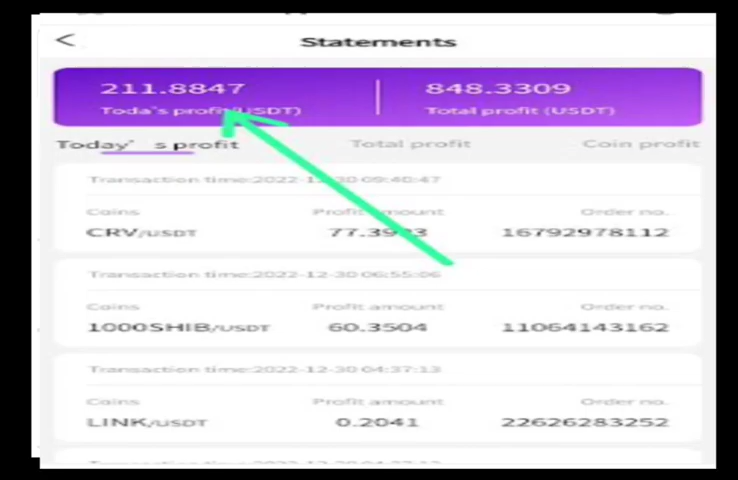 Statements
211.8847 848.3309
Toda's profit(USDT) Total profit (USDT)
Today' s profit Total profit Coin profit
Transaction time:2022-12-30 09:40:47
Coins Profit amount Order no.
CRV/USDT 16792978112
Transaction time:2022-12-30 06:55:06
Coins Profit amount Order no.
1000SHIB/USDT 60.3504 11064143162
Transaction time:2022-12-30 04:37:13
Coins Profit amount Order no.
LINK/USDT 0.2041 22626283252